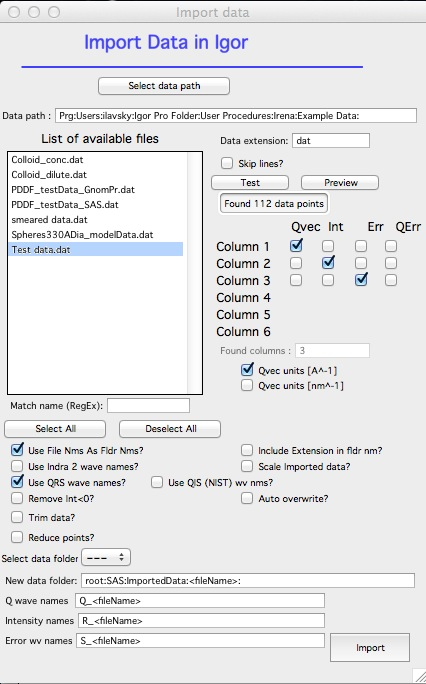 Import data
Import Data in Igor
Select data path
Data path : Prg:Users:ilavsky:Igor Pro Folder:User Procedures:Irena:Example Data:
List of available files
Data extension: dat
Colloid_conc.dat
Colloid_dilute.dat
PDDF_testData_GnomPr.dat
PDDF_testData_SAS.dat
smeared data.dat
Spheres330ADia_modelData.dat
Test data.dat
Skip lines?
Test Preview
Found 112 data points
Qvec Int Err QErr
Column 1
Column 2
Column 3
Column 4
Column 5
Column 6
Found columns : 3
Qvec units [A^-1]
Qvec units [nm^-1]
Match name (RegEx):
Select All Deselect All
Use File Nms As Fldr Nms? Include Extension in fldr nm?
Use Indra 2 wave names? Scale Imported data?
Use QRS wave names? Use QIS (NIST) wv nms?
Remove Int<0? Auto overwrite?
Trim data?
Reduce points?
Select data folder ---
New data folder: root:SAS:ImportedData:<fileName>:
Q wave names Q_<fileName>
Intensity names R_<fileName>
Error wv names S_<fileName>
Import